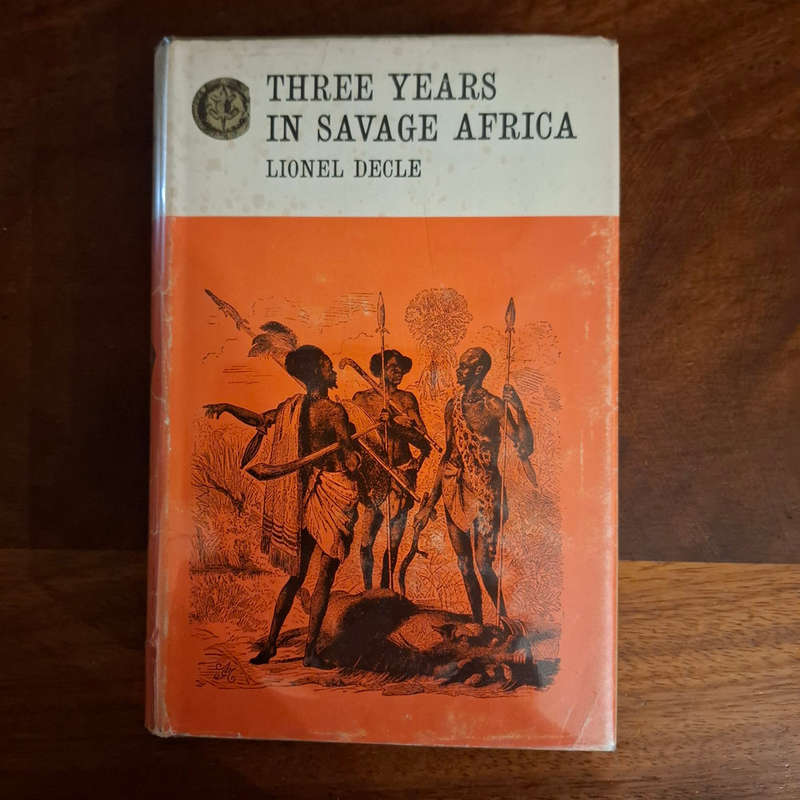 THREE YEARS
IN SAVAGE AFRICA
LIONEL DECLE